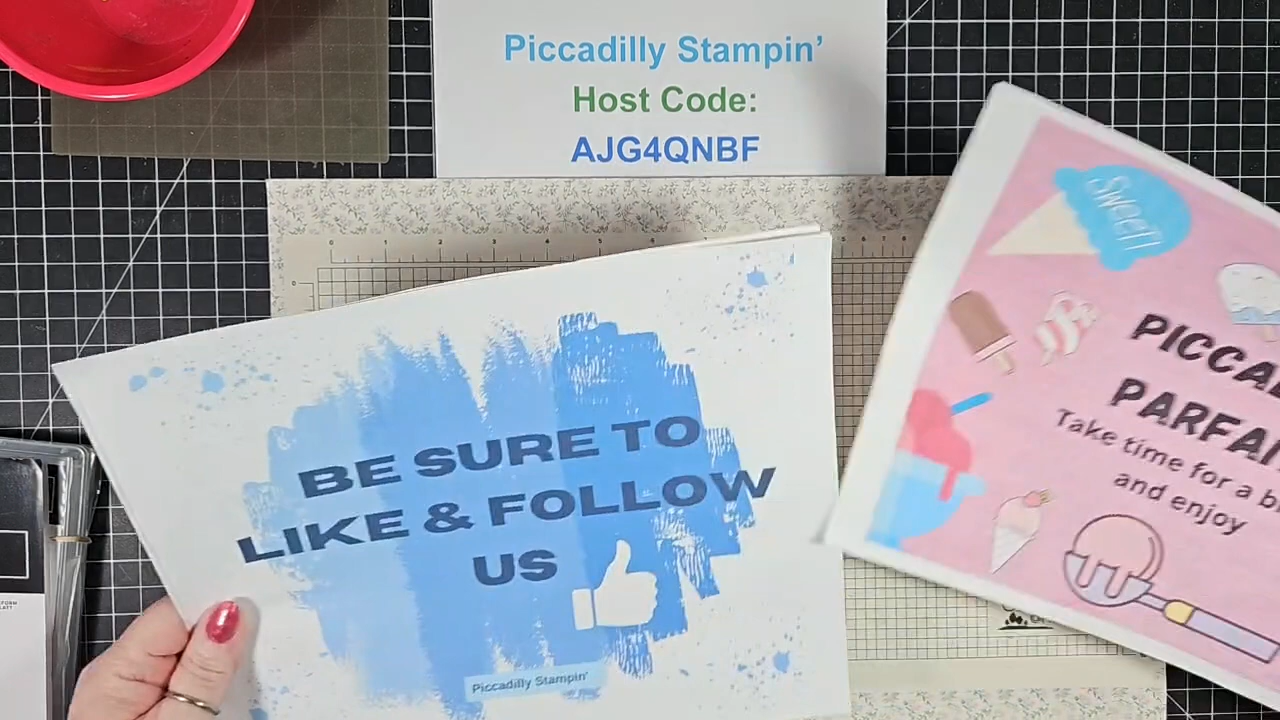 Piccadilly Stampin’
Host Code:
AJG4QNBF
BE SURE TO
LIKE & FOLLOW
US
Piccadilly Stampin'
Sweet!
Take time for a
and enjoy